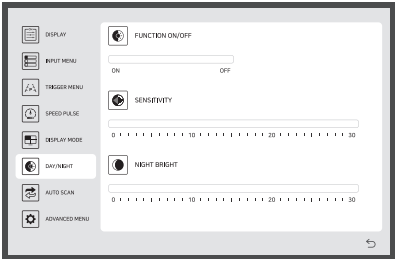 DISPLAY
INPUT MENU
TRIGGER MENU
SPEED PULSE
DISPLAY MODE
DAY/NIGHT
AUTO SCAN
ADVANCED MENU
FUNCTION ON/OFF
ON OFF
SENSITIVITY
0 10 20 30
NIGHT BRIGHT
0 10 20 30